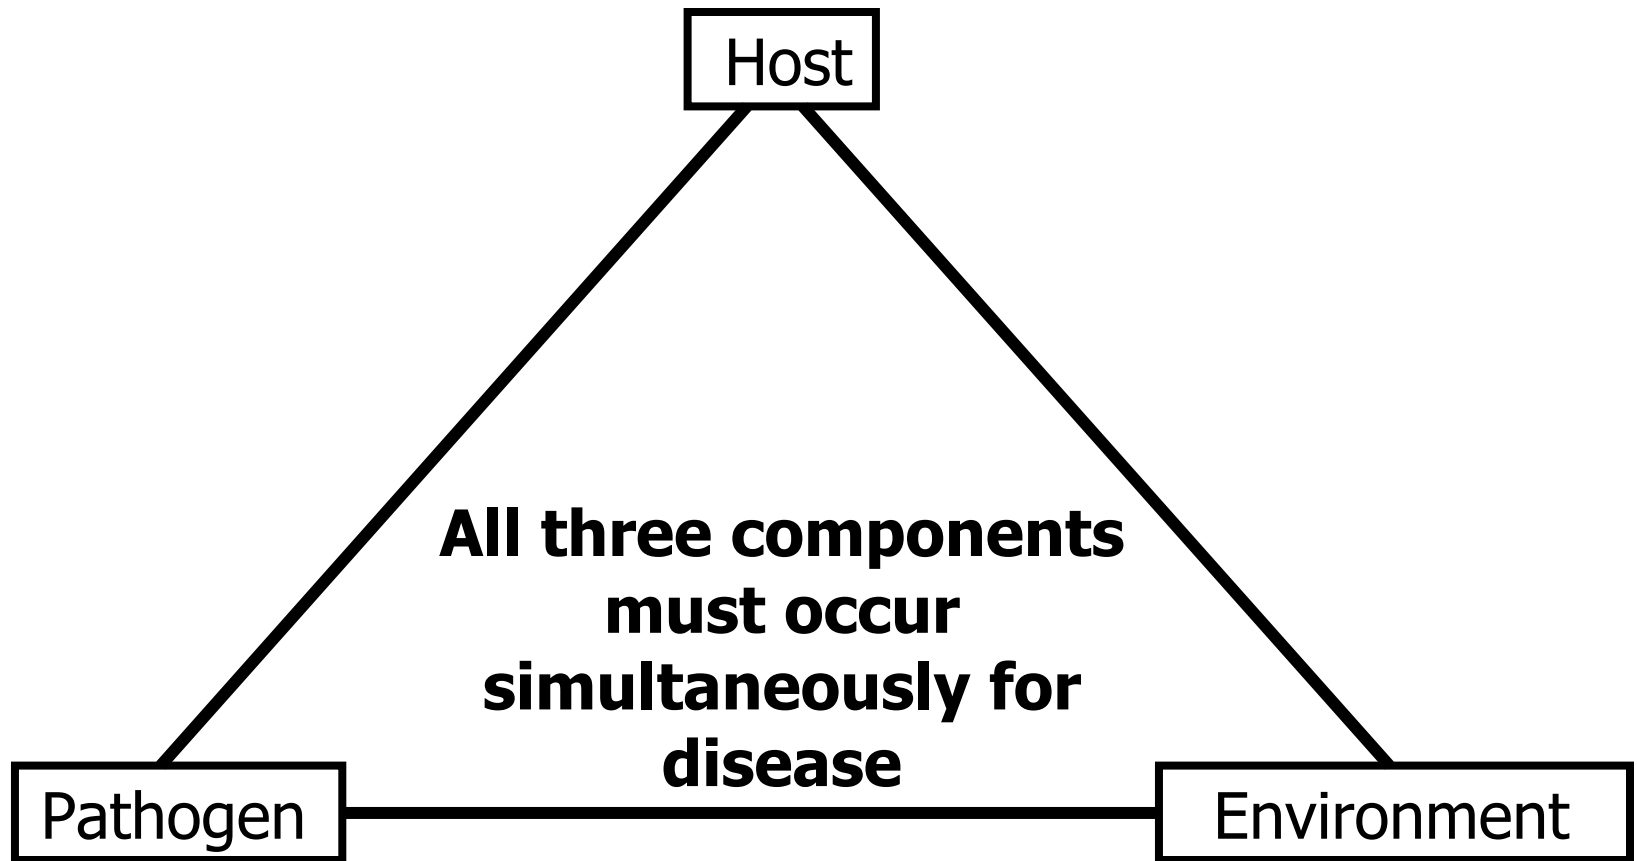 Host
All three components
must occur
simultaneously for
disease
Pathogen
Environment